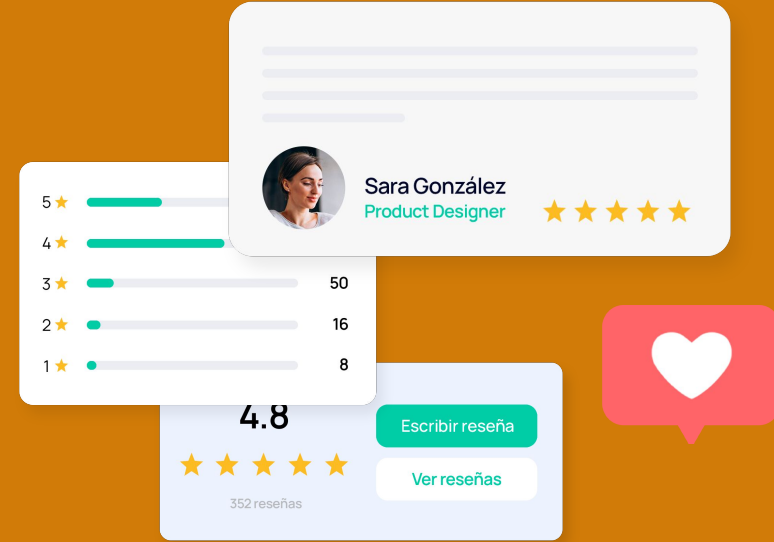 Sara González
Product Designer
5
4
3 50
2 16
1 8
4.8
352 reseñas
Escribir reseña
Ver reseñas